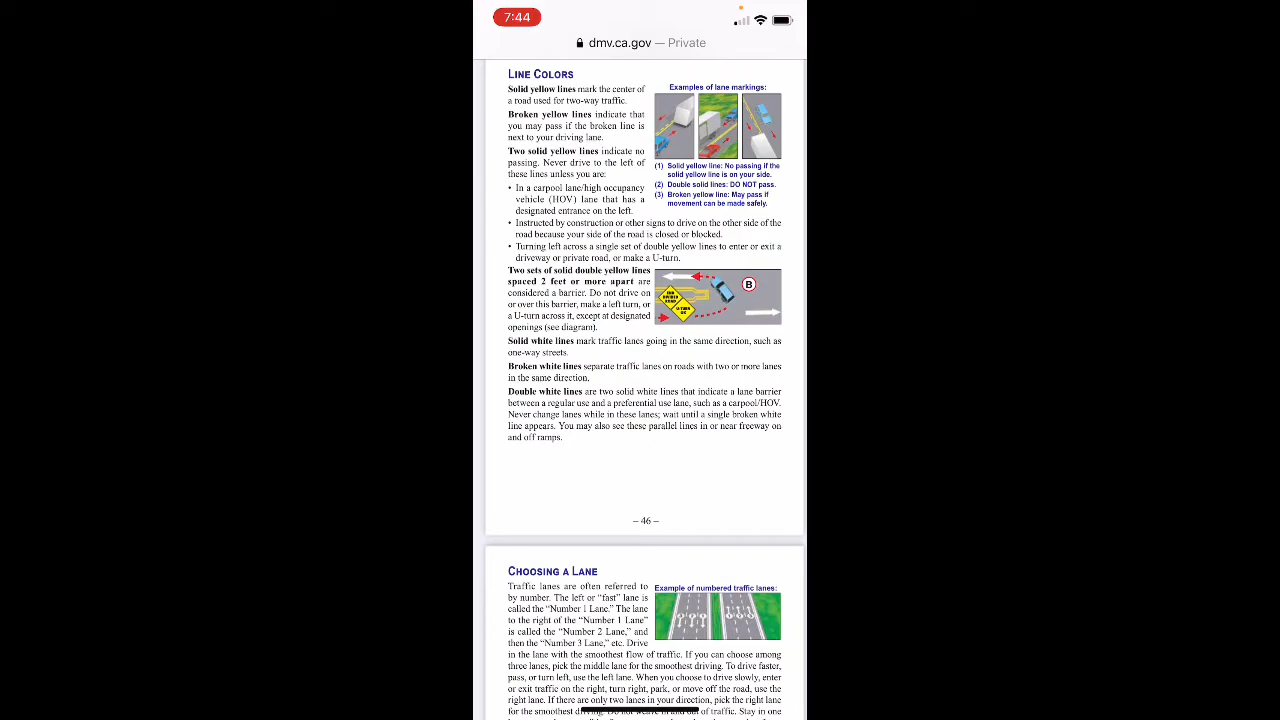 7:44
dmv.ca.gov — Private
LINE COLORS
Solid yellow lines mark the center of
a road used for two-way traffic.
Broken yellow lines indicate that
you may pass if the broken line is
next to your driving lane.
Two solid yellow lines indicate no
passing. Never drive to the left of
these lines unless you are:
• In a carpool lane/high occupancy
vehicle (HOV) lane that has a
designated entrance on the left.
Examples of lane markings:
(1) Solid yellow line: No passing if the
solid yellow line is on your side.
(2) Double solid lines: DO NOT pass.
(3) Broken yellow line: May pass if
movement can be made safely.
• Instructed by construction or other signs to drive on the other side of the
road because your side of the road is closed or blocked.
• Turning left across a single set of double yellow lines to enter or exit a
driveway or private road, or make a U-turn.
Two sets of solid double yellow lines
spaced 2 feet or more apart are
considered a barrier. Do not drive on
or over this barrier, make a left turn, or
a U-turn across it, except at designated
openings (see diagram).
END
DIVIDED
ROAD
U-TURN
OK
B
Solid white lines mark traffic lanes going in the same direction, such as
one-way streets.
Broken white lines separate traffic lanes on roads with two or more lanes
in the same direction.
Double white lines are two solid white lines that indicate a lane barrier
between a regular use and a preferential use lane, such as a carpool/HOV.
Never change lanes while in these lanes; wait until a single broken white
line appears. You may also see these parallel lines in or near freeway on
and off ramps.
– 46 –
CHOOSING A LANE
Traffic lanes are often referred to
by number. The left or “fast” lane is
called the “Number 1 Lane.” The lane
to the right of the “Number 1 Lane”
is called the “Number 2 Lane,” and
then the “Number 3 Lane,” etc. Drive
Example of numbered traffic lanes:
in the lane with the smoothest flow of traffic. If you can choose among
three lanes, pick the middle lane for the smoothest driving. To drive faster,
pass, or turn left, use the left lane. When you choose to drive slowly, enter
or exit traffic on the right, turn right, park, or move off the road, use the
right lane. If there are only two lanes in your direction, pick the right lane
for the smoothest driving. Do not weave in and out of traffic. Stay in one